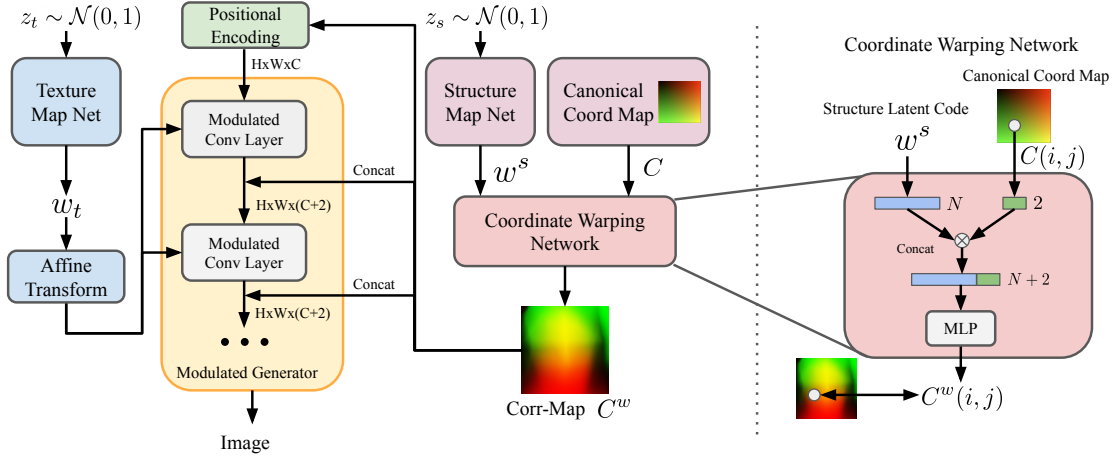 z_t ∼ 𝒩(0, 1)
Texture
Map Net
w_t
Affine
Transform
Positional
Encoding
HxWxC
Modulated
Conv Layer
HxWx(C+2)
Modulated
Conv Layer
HxWx(C+2)
Modulated Generator
Image
Concat
Concat
z_s ∼ 𝒩(0, 1)
Structure
Map Net
Canonical
Coord Map
w^s
C
Coordinate Warping
Network
Corr-Map C^w
Coordinate Warping Network
Canonical Coord Map
Structure Latent Code
w^s
C(i, j)
N
2
Concat
N + 2
MLP
C^w(i, j)